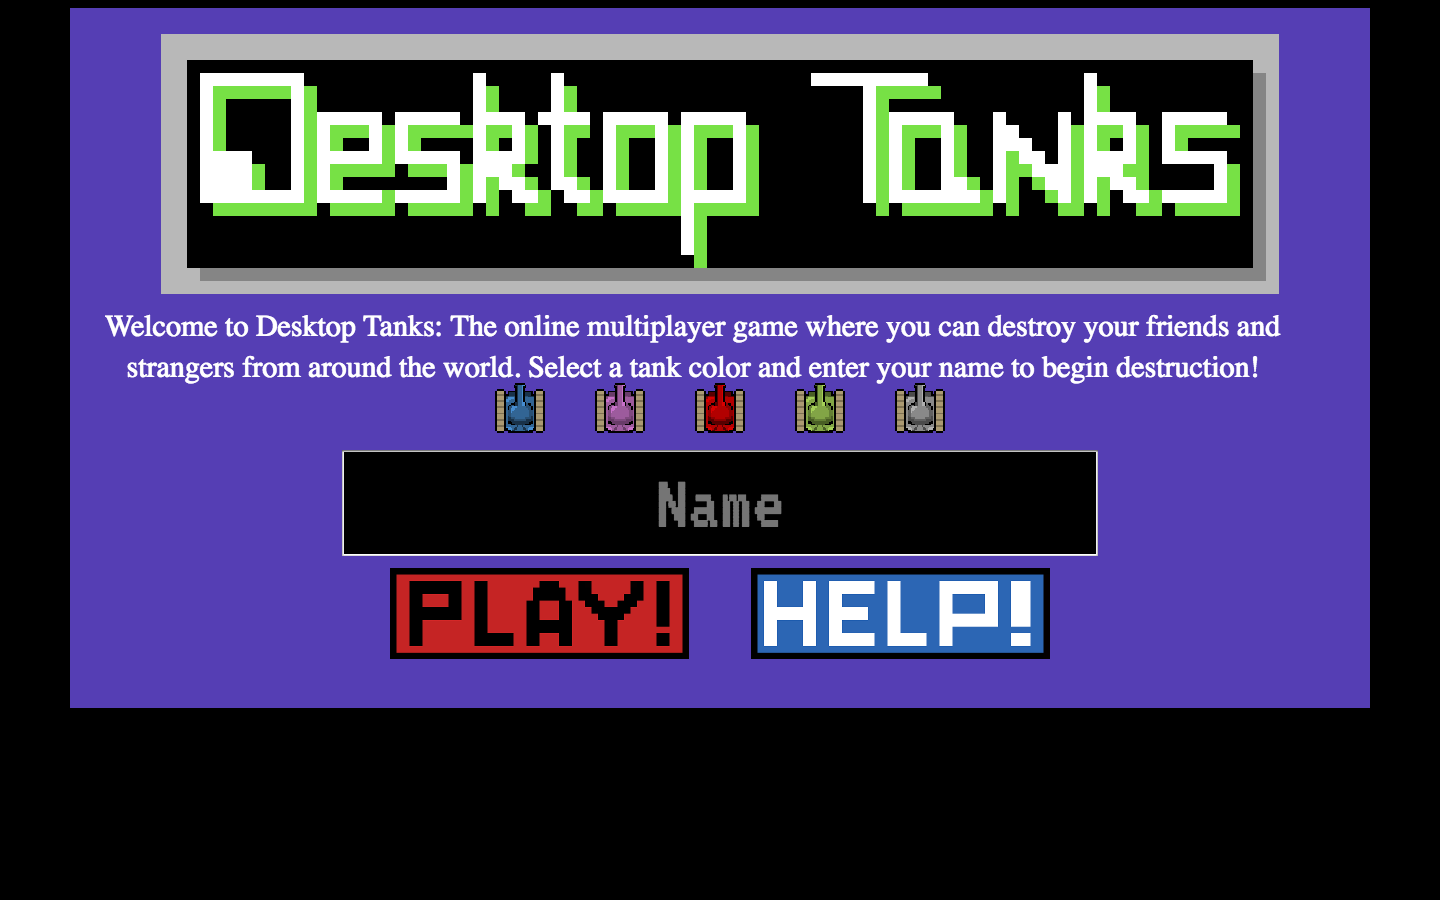 Desktop Tanks
Welcome to Desktop Tanks: The online multiplayer game where you can destroy your friends and
strangers from around the world. Select a tank color and enter your name to begin destruction!
Name
PLAY! HELP!